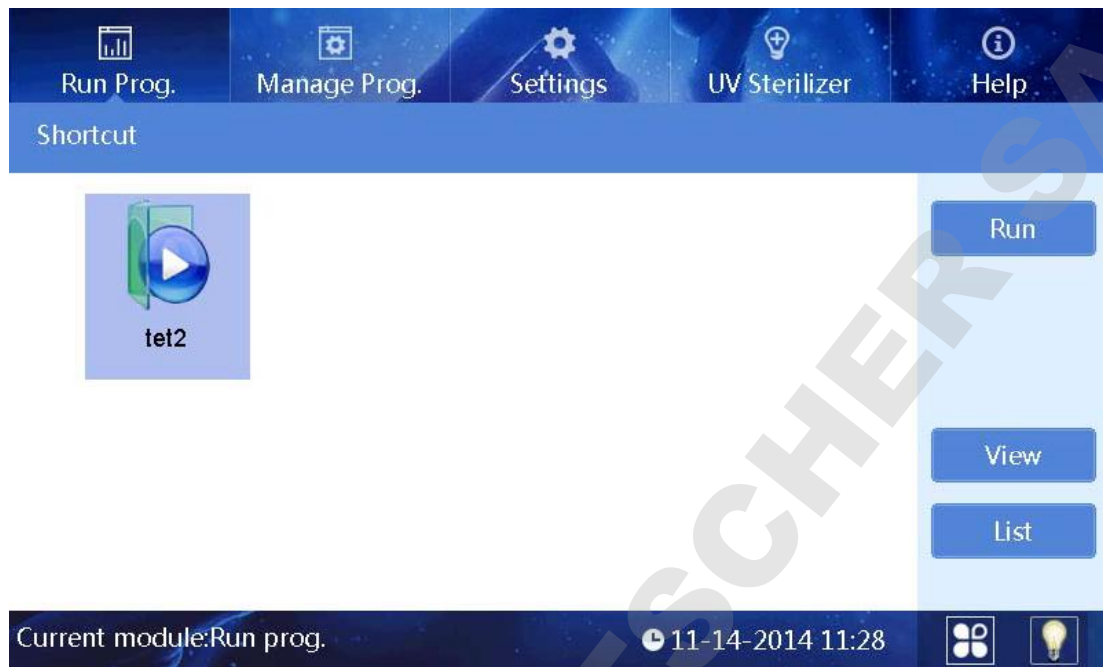 Run Prog. Manage Prog. Settings UV Sterilizer Help
Shortcut
Run
tet2
View
List
Current module:Run prog. 11-14-2014 11:28